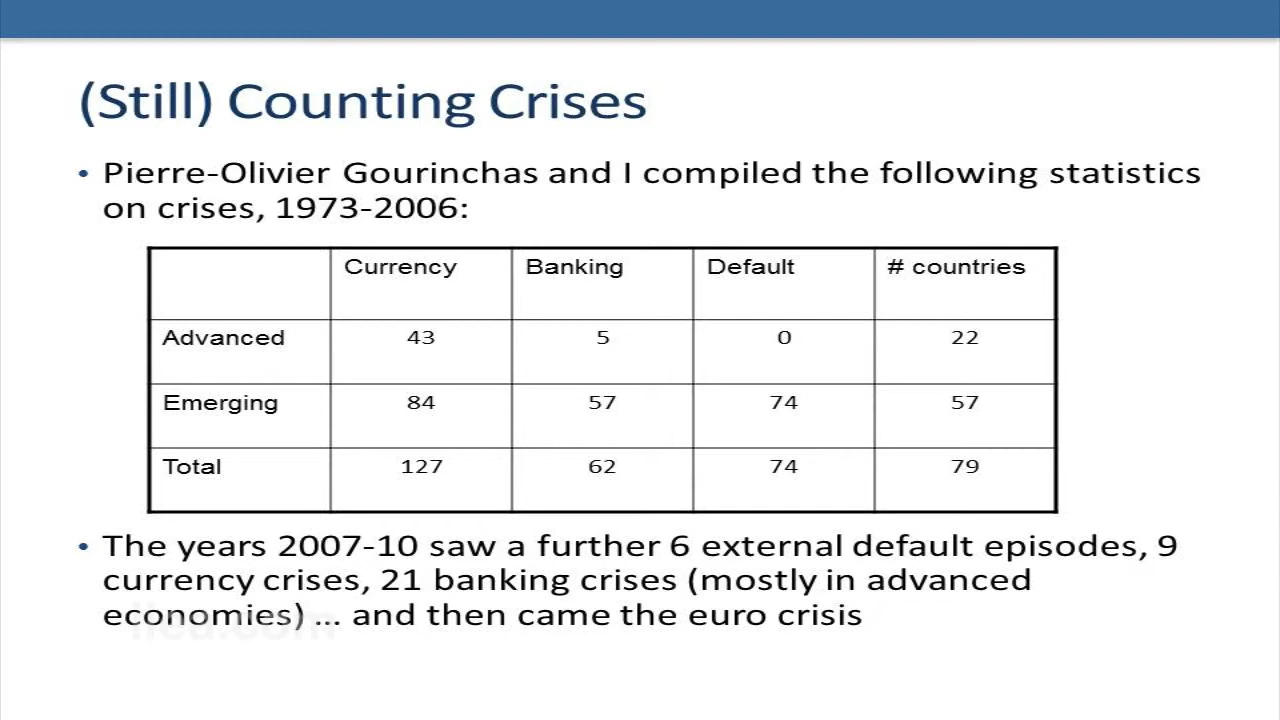 (Still) Counting Crises
• Pierre-Olivier Gourinchas and I compiled the following statistics
on crises, 1973-2006:
Currency Banking Default # countries
Advanced 43 5 0 22
Emerging 84 57 74 57
Total 127 62 74 79
• The years 2007-10 saw a further 6 external default episodes, 9
currency crises, 21 banking crises (mostly in advanced
economies) ... and then came the euro crisis